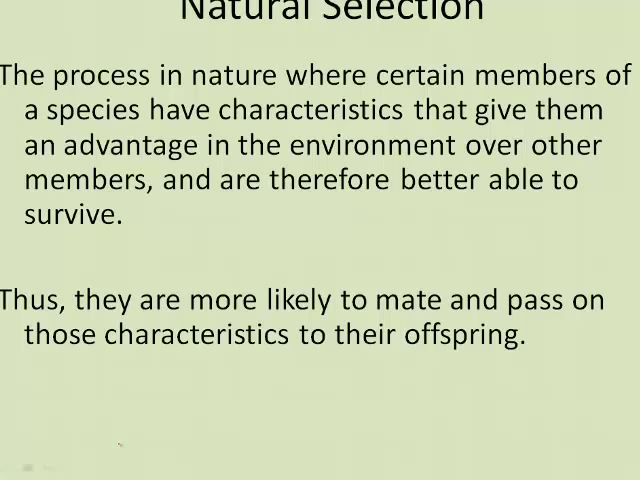 Natural Selection
The process in nature where certain members of
a species have characteristics that give them
an advantage in the environment over other
members, and are therefore better able to
survive.
Thus, they are more likely to mate and pass on
those characteristics to their offspring.